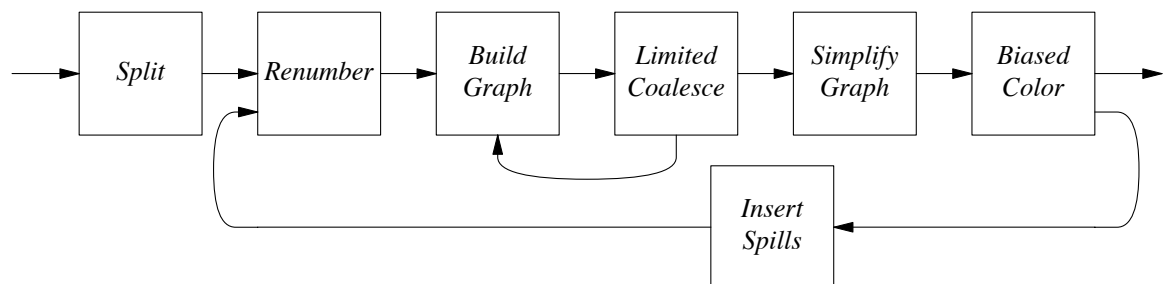 Split
Renumber
Build
Graph
Limited
Coalesce
Simplify
Graph
Biased
Color
Insert
Spills